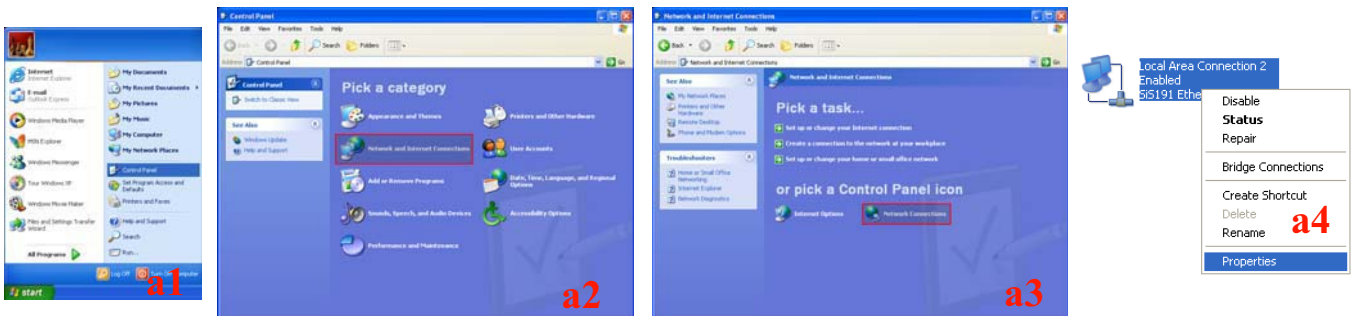 Internet
Internet Explorer
E-mail
Outlook Express
Windows Media Player
MSN Explorer
Windows Messenger
Tour Windows XP
Windows Movie Maker
Files and Settings Transfer
Wizard
All Programs
My Documents
My Recent Documents
My Pictures
My Music
My Computer
My Network Places
Control Panel
Set Program Access and
Defaults
Printers and Faxes
Help and Support
Search
Run...
Log Off
Turn Off Computer
start
a1
Control Panel
File Edit View Favorites Tools Help
Back Search Folders
Address Control Panel Go
Control Panel
Switch to Classic View
See Also
Windows Update
Help and Support
Pick a category
Appearance and Themes
Printers and Other Hardware
Network and Internet Connections
User Accounts
Add or Remove Programs
Date, Time, Language, and Regional
Options
Sounds, Speech, and Audio Devices
Accessibility Options
Performance and Maintenance
a2
Network and Internet Connections
File Edit View Favorites Tools Help
Back Search Folders
Address Network and Internet Connections Go
See Also
My Network Places
Printers and Other
Hardware
Remote Desktop
Phone and Modem Options
Troubleshooters
Home or Small Office
Networking
Internet Explorer
Network Diagnostics
Network and Internet Connections
Pick a task...
Set up or change your Internet connection
Create a connection to the network at your workplace
Set up or change your home or small office network
or pick a Control Panel icon
Internet Options
Network Connections
a3
Local Area Connection 2
Enabled
SiS191 Ethe
Disable
Status
Repair
Bridge Connections
Create Shortcut
Delete
Rename
Properties
a4